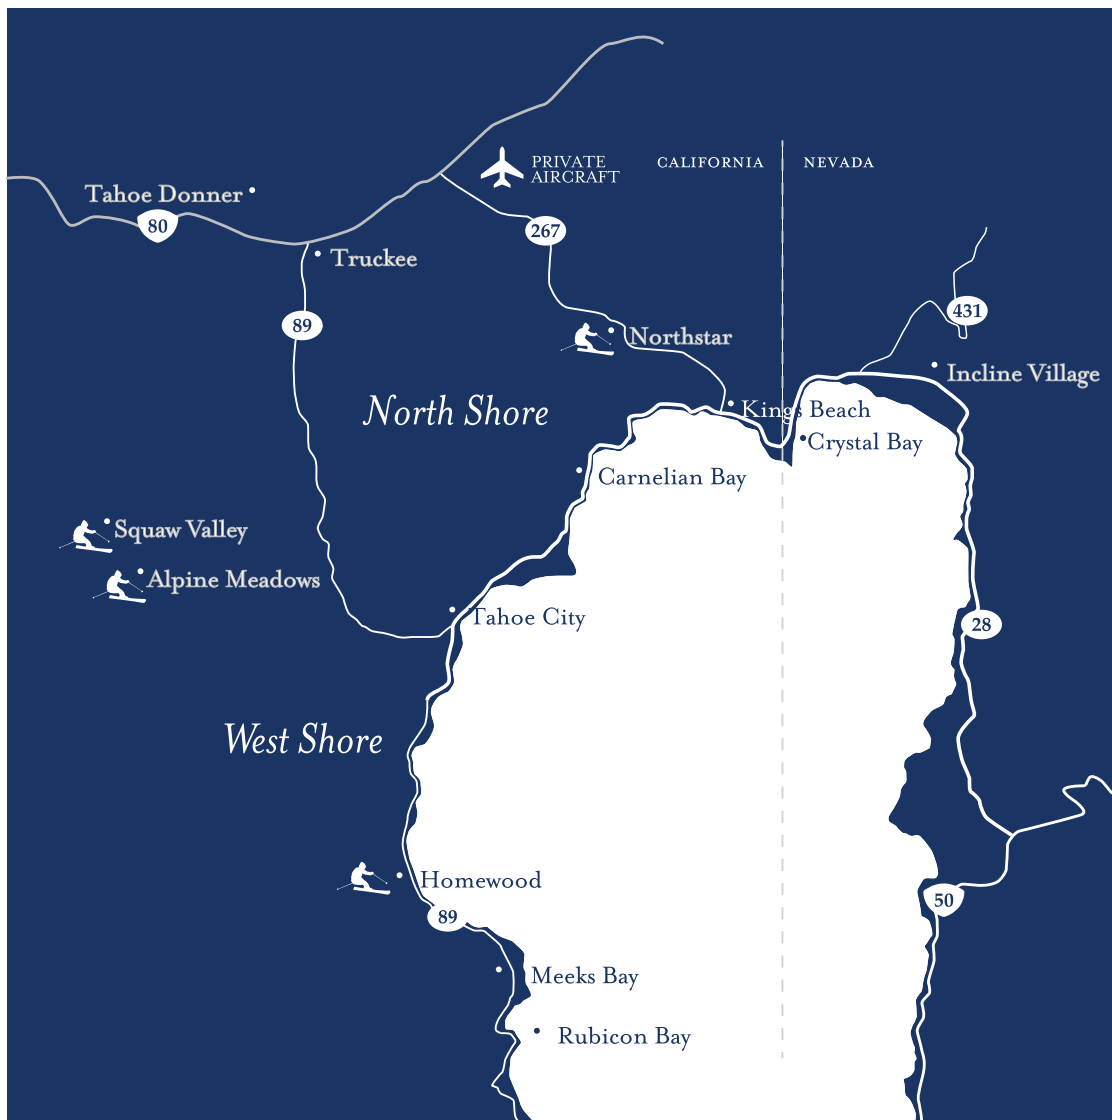 PRIVATE
AIRCRAFT
CALIFORNIA
NEVADA
Tahoe Donner
80
267
Truckee
89
431
Northstar
Incline Village
North Shore
Kings Beach
Crystal Bay
Carnelian Bay
Squaw Valley
Alpine Meadows
Tahoe City
28
West Shore
Homewood
50
89
Meeks Bay
Rubicon Bay